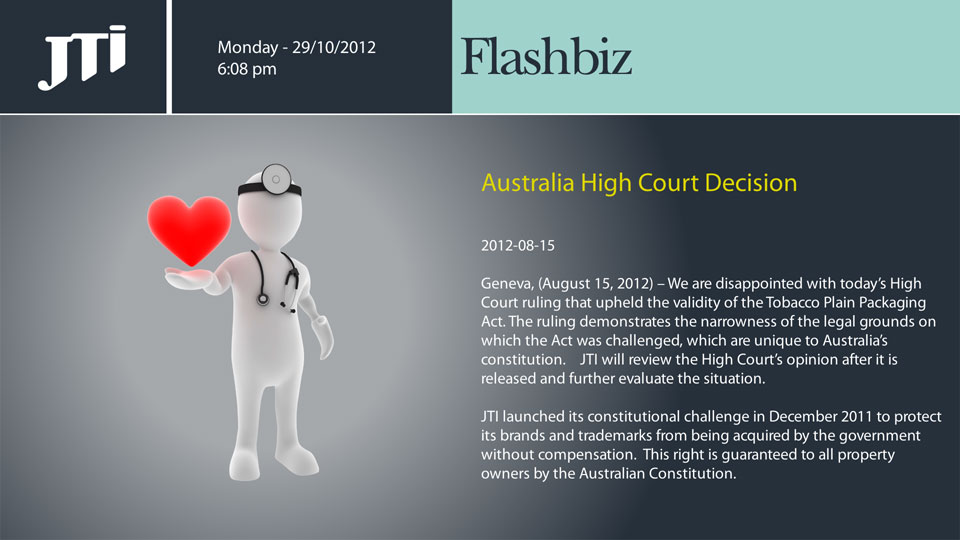 JTi
Monday - 29/10/2012
6:08 pm
Flashbiz
Australia High Court Decision
2012-08-15
Geneva, (August 15, 2012) – We are disappointed with today’s High
Court ruling that upheld the validity of the Tobacco Plain Packaging
Act. The ruling demonstrates the narrowness of the legal grounds on
which the Act was challenged, which are unique to Australia’s
constitution.    JTI will review the High Court’s opinion after it is
released and further evaluate the situation.
JTI launched its constitutional challenge in December 2011 to protect
its brands and trademarks from being acquired by the government
without compensation.  This right is guaranteed to all property
owners by the Australian Constitution.